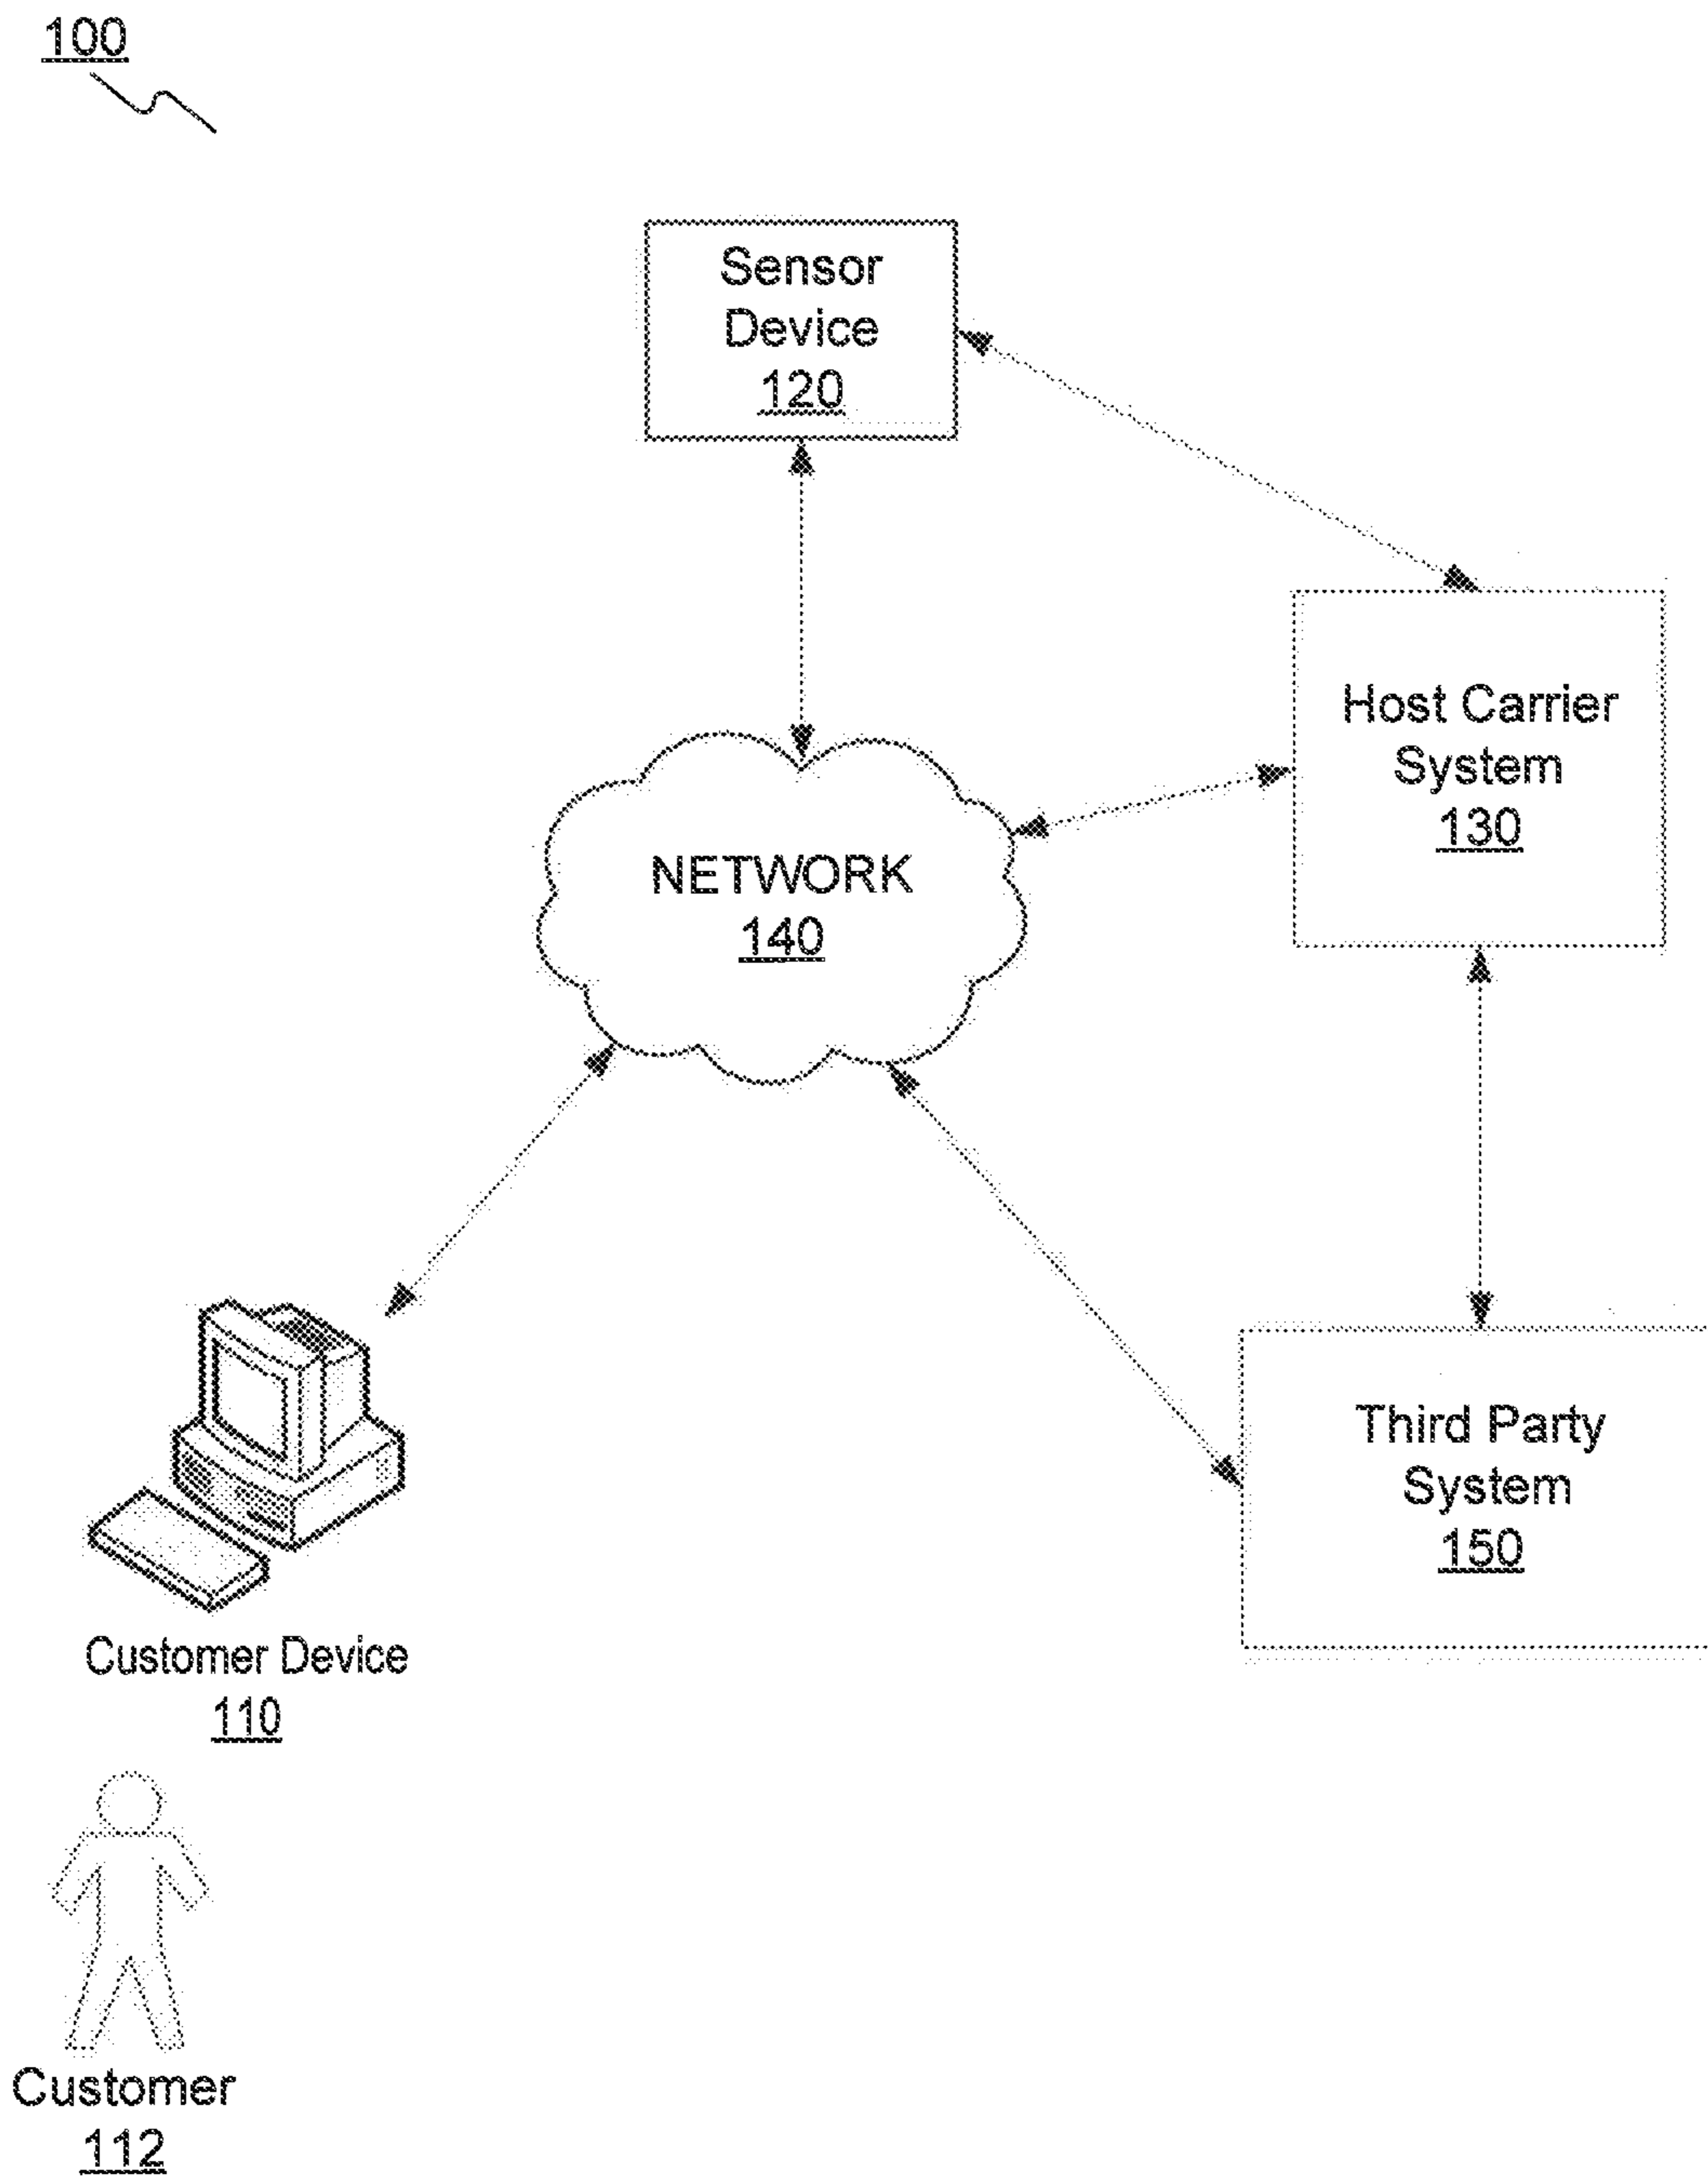 100
Sensor
Device
120
Host Carrier
System
130
NETWORK
140
Third Party
System
150
Customer Device
110
Customer
112